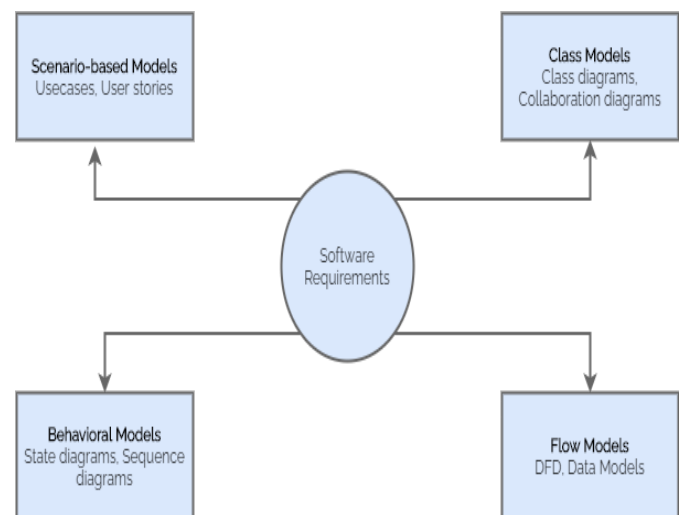 Scenario-based Models
Usecases, User stories
Class Models
Class diagrams,
Collaboration diagrams
Software
Requirements
Behavioral Models
State diagrams, Sequence
diagrams
Flow Models
DFD, Data Models